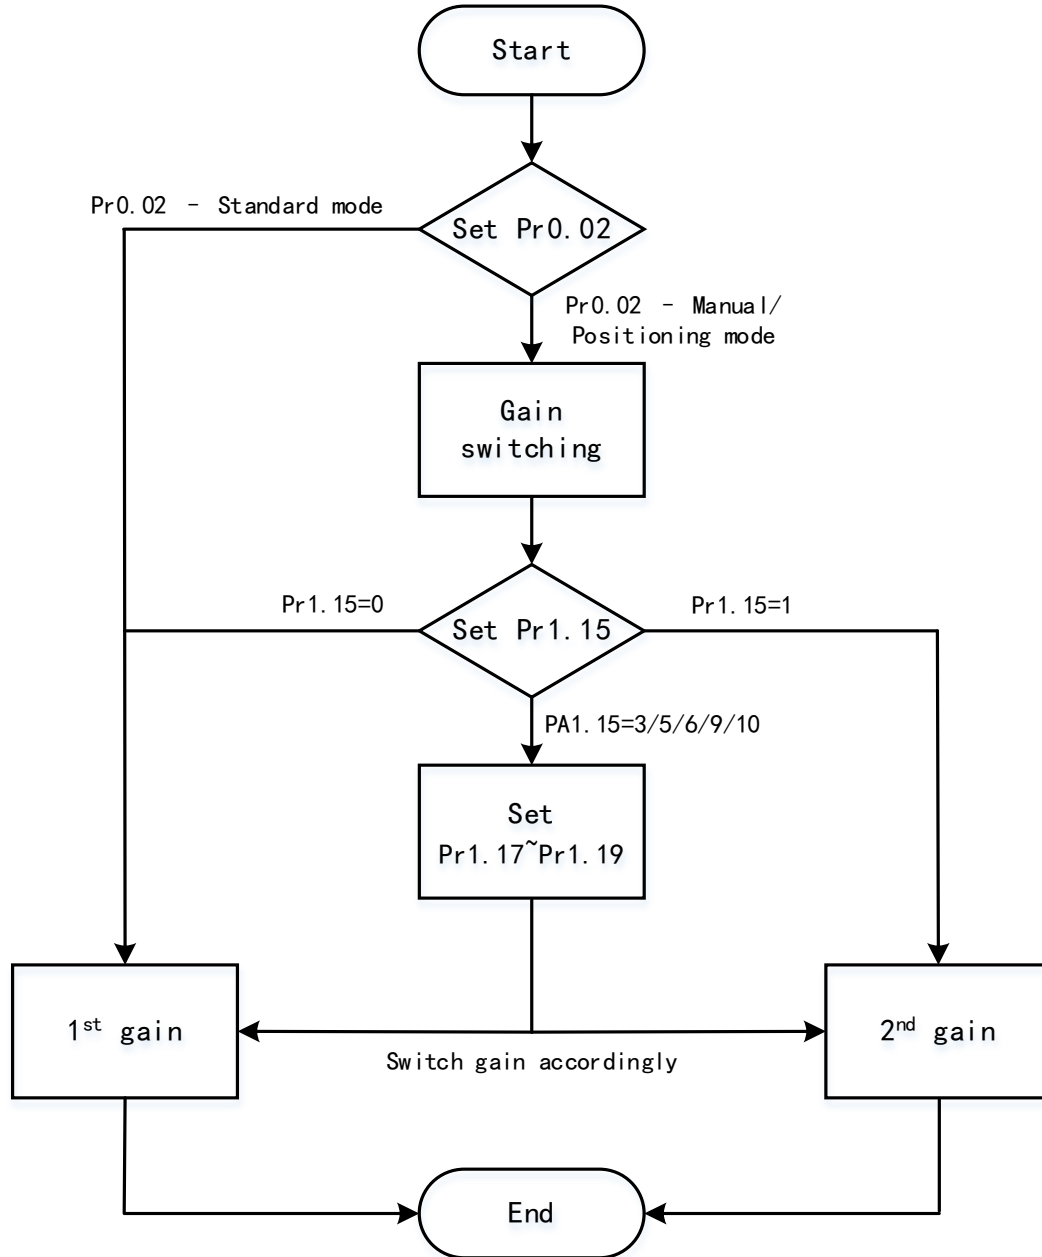 Start
Pr0.02 - Standard mode
Set Pr0.02
Pr0.02 - Manual/
Positioning mode
Gain
switching
Pr1.15=0
Set Pr1.15
Pr1.15=1
PA1.15=3/5/6/9/10
Set
Pr1.17~Pr1.19
1st gain
2nd gain
Switch gain accordingly
End